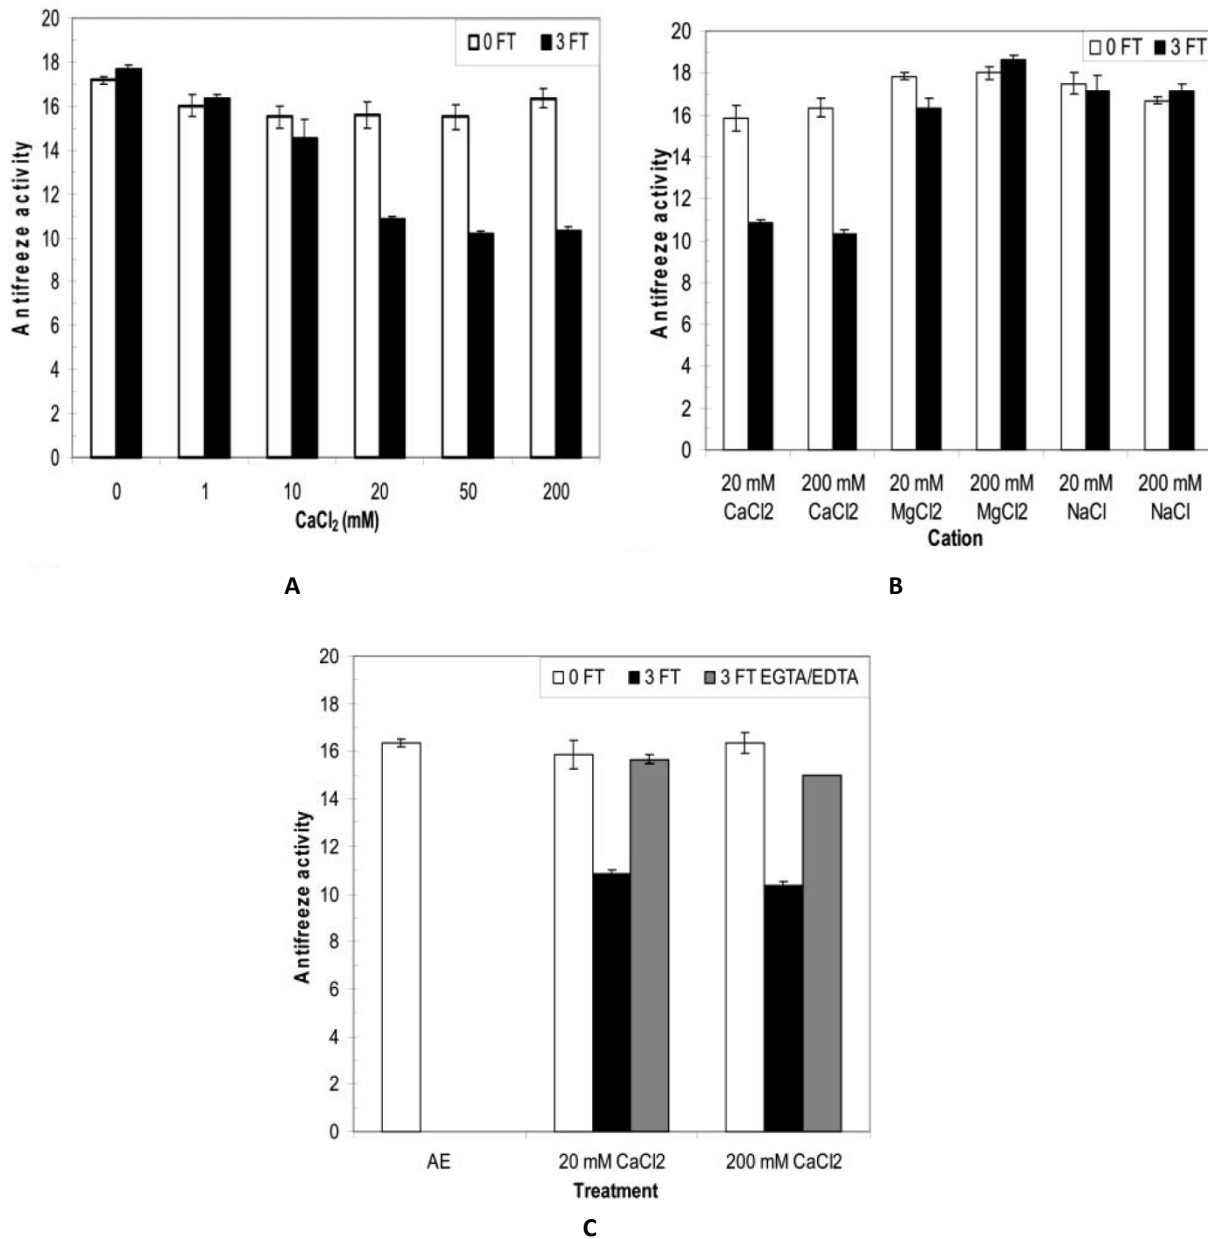 20
18
16
14
12
10
8
6
4
2
0
Antifreeze activity
0 FT 3 FT
0 1 10 20 50 200
CaCl₂ (mM)
A
20
18
16
14
12
10
8
6
4
2
0
Antifreeze activity
0 FT 3 FT
20 mM 200 mM 20 mM 200 mM 20 mM 200 mM
CaCl2 CaCl2 MgCl2 MgCl2 NaCl NaCl
Cation
B
20
18
16
14
12
10
8
6
4
2
0
Antifreeze activity
0 FT 3 FT 3 FT EGTA/EDTA
AE 20 mM CaCl2 200 mM CaCl2
Treatment
C